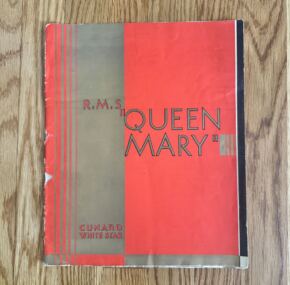 R.M.S.
"QUEEN
MARY"
CUNARD
WHITE STAR